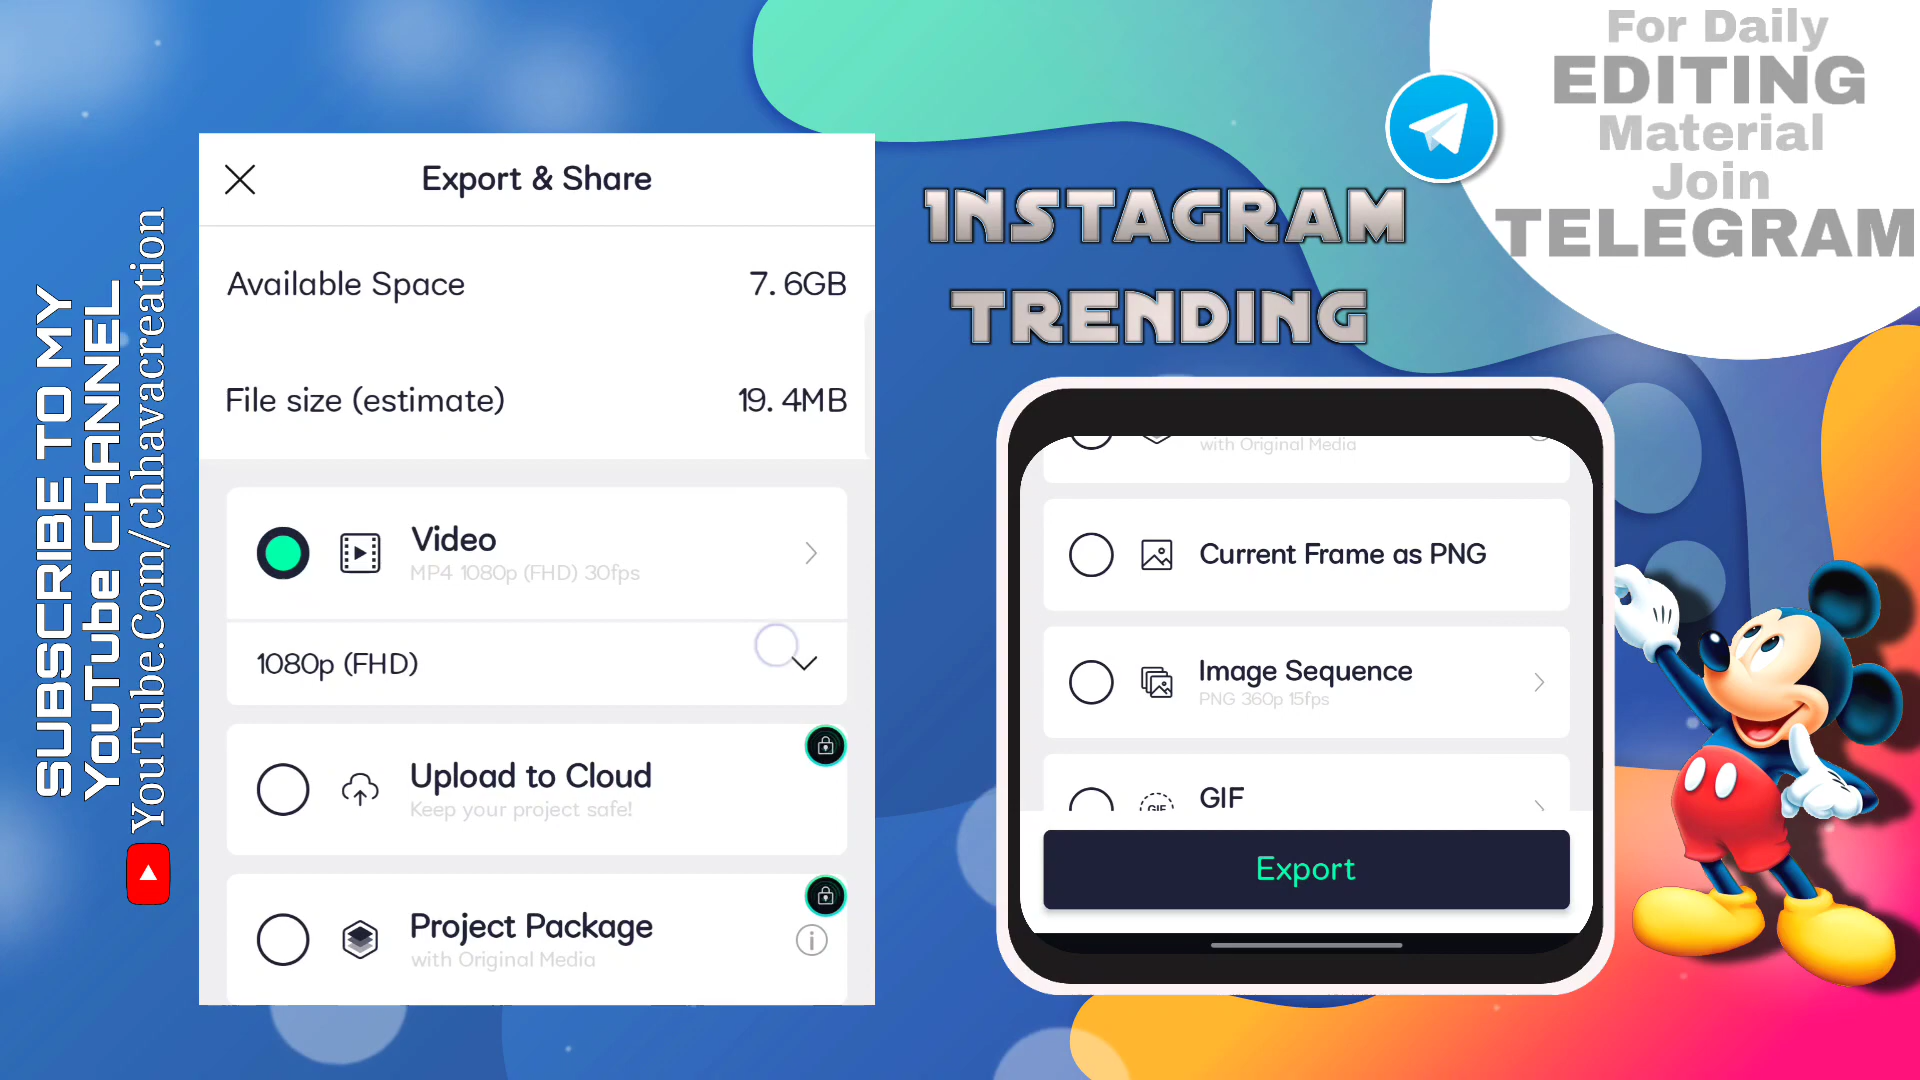 SUBSCRIBE TO MY
YouTube CHANNEL
YouTube.Com/chhavacreation
Export & Share
Available Space 7.6GB
File size (estimate) 19.4MB
Video
MP4 1080p (FHD) 30fps
1080p (FHD)
Upload to Cloud
Keep your project safe!
Project Package
with Original Media
INSTAGRAM
TRENDING
For Daily
EDITING
Material
Join
TELEGRAM
with Original Media
Current Frame as PNG
Image Sequence
PNG 360p 15fps
GIF
GIF
Export